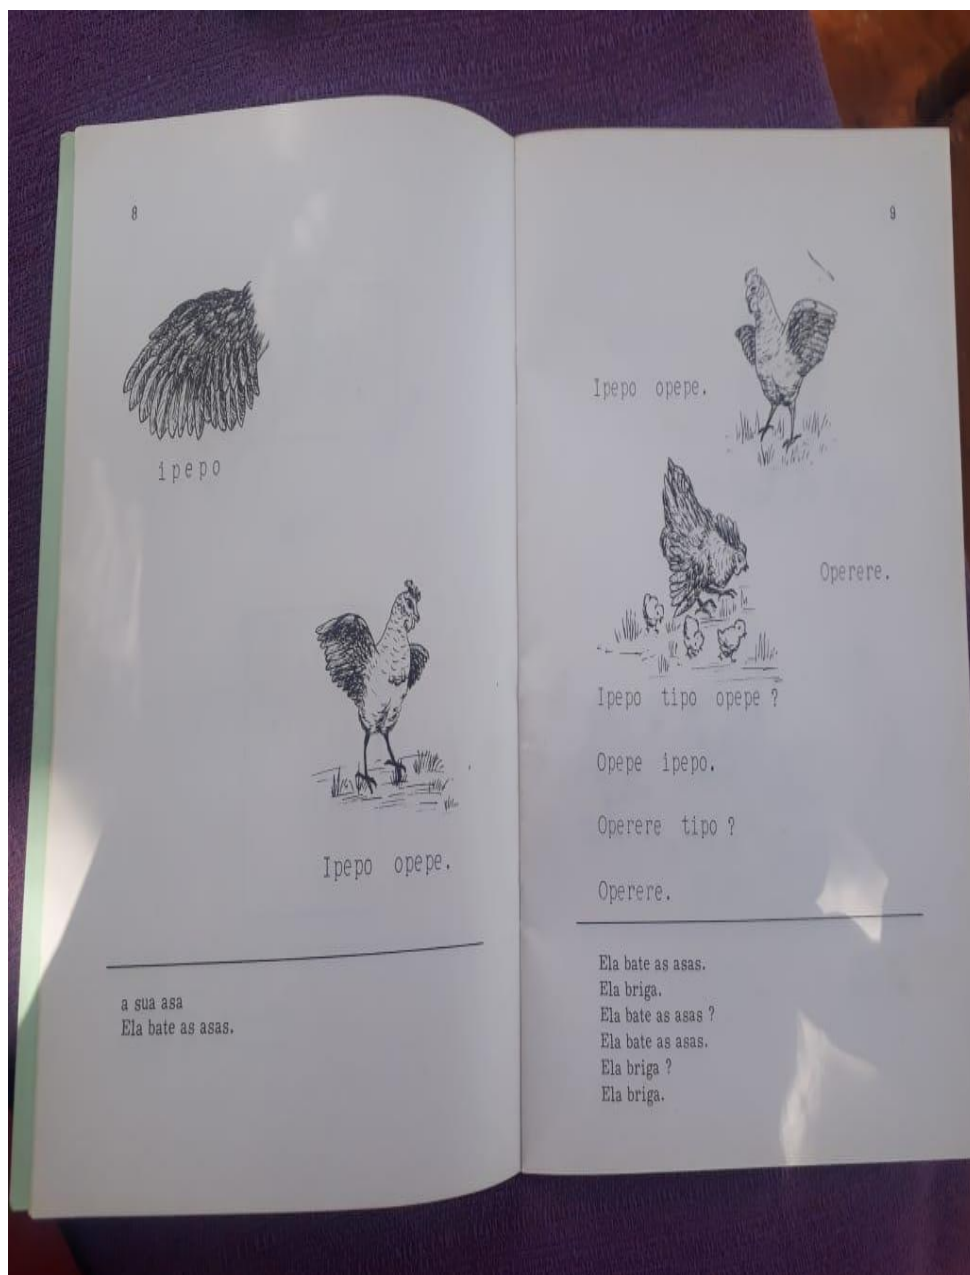 8
ipepo
Ipepo opepe.
a sua asa
Ela bate as asas.
9
Ipepo opepe.
Operere.
Ipepo tipo opepe ?
Opepe ipepo.
Operere tipo ?
Operere.
Ela bate as asas.
Ela briga.
Ela bate as asas ?
Ela bate as asas.
Ela briga ?
Ela briga.